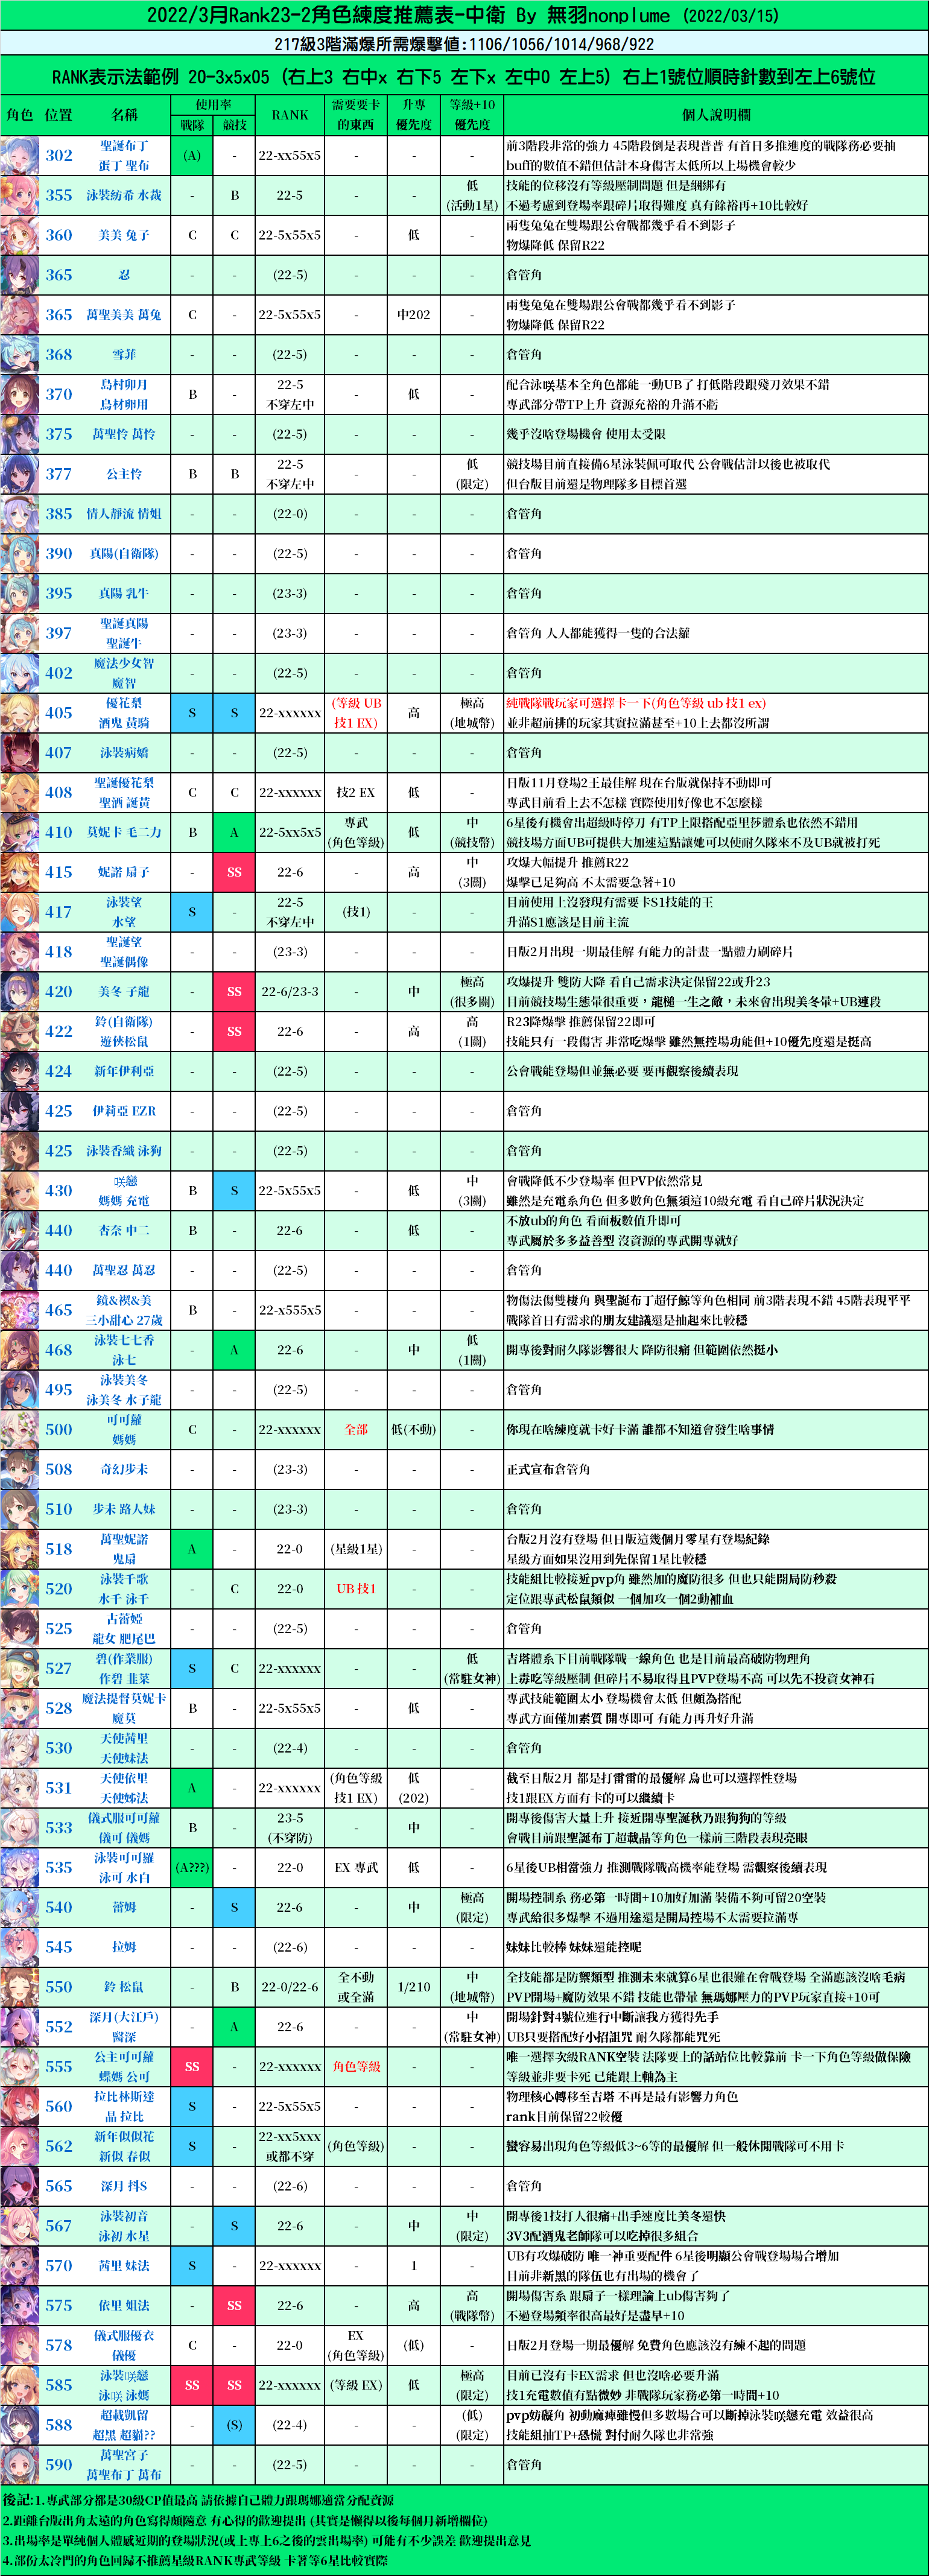 2022/3月Rank23-2角色練度推薦表-中衛 By 無羽nonplume (2022/03/15)
217級3階滿爆所需爆擊值:1106/1056/1014/968/922
RANK表示法範例 20-3x5x05 (右上3 右中x 右下5 左下x 左中0 左上5) 右上1號位順時針數到左上6號位
角色 位置 名稱 使用率 戰隊 競技 RANK 需要要卡的東西 升專優先度 等級+10優先度 個人說明欄
302 聖誕布丁 蛋丁 聖布 (A) - 22-xx55x5 - - - 前3階段非常的強力 45階段倒是表現普普 有首日多推進度的戰隊務必要抽
buff的數值不錯但估計本身傷害太低所以上場機會較少
355 泳裝紡希 水裁 - B 22-5 - - 低 (活動1星) 技能的位移沒有等級壓制問題 但是綑綁有
不過考慮到登場率跟碎片取得難度 真有餘裕再+10比較好
360 美美 兔子 C C 22-5x55x5 - 低 - 兩隻兔兔在雙場跟公會戰都幾乎看不到影子
物爆降低 保留R22
365 忍 - - (22-5) - - - 倉管角
365 萬聖美美 萬兔 C - 22-5x55x5 - 中202 - 兩隻兔兔在雙場跟公會戰都幾乎看不到影子
物爆降低 保留R22
368 雪菲 - - (22-5) - - - 倉管角
370 島村卯月 島材卵用 B - 22-5 不穿左中 - 低 - 配合泳咲基本全角色都能一動UB了 打低階段跟殘刀效果不錯
專武部分帶TP上升 資源充裕的升滿不虧
375 萬聖怜 萬怜 - - (22-5) - - - 幾乎沒啥登場機會 使用太受限
377 公主怜 B B 22-5 不穿左中 - - 低 (限定) 競技場目前直接備6星泳裝佩可取代 公會戰估計以後也被取代
但台版目前還是物理隊多目標首選
385 情人靜流 情姐 - - (22-0) - - - 倉管角
390 真陽(自衛隊) - - (22-5) - - - 倉管角
395 真陽 乳牛 - - (23-3) - - - 倉管角
397 聖誕真陽 聖誕牛 - - (23-3) - - - 倉管角 人人都能獲得一隻的合法蘿
402 魔法少女智 魔智 - - (22-5) - - - 倉管角
405 優花梨 酒鬼 黃騎 S S 22-xxxxxx (等級 UB 技1 EX) 高 極高 (地城幣) 純戰隊戰玩家可選擇卡一下(角色等級 ub 技1 ex)
並非超前排的玩家其實拉滿甚至+10上去都沒所謂
407 泳裝病嬌 - - (22-5) - - - 倉管角
408 聖誕優花梨 聖酒 誕黃 C C 22-xxxxxx 技2 EX 低 - 日版11月登場2王最佳解 現在台版就保持不動即可
專武目前看上去不怎樣 實際使用好像也不怎麼樣
410 莫妮卡 毛二力 B A 22-5xx5x5 專武 (角色等級) 低 中 (競技幣) 6星後有機會出超級時停刀 有TP上限搭配亞里莎體系也依然不錯用
競技場方面UB可提供大加速這點讓她可以使耐久隊來不及UB就被打死
415 妮諾 扇子 - SS 22-6 - 高 中 (3圖) 攻爆大幅提升 推薦R22
爆擊已足夠高 不太需要急著+10
417 泳裝望 水望 S - 22-5 不穿左中 (技1) - - 目前使用上沒發現有需要卡S1技能的王
升滿S1應該是目前主流
418 聖誕望 聖誕偶像 - - (23-3) - - - 日版2月出現一期最佳解 有能力的計畫一點體力刷碎片
420 美冬 子龍 - SS 22-6/23-3 - 中 極高 (很多圖) 攻爆提升 雙防大降 看自己需求決定保留22或升23
目前競技場生態暈很重要，龍槌一生之敵，未來會出現美冬暈+UB連段
422 鈴(自衛隊) 遊俠松鼠 - SS 22-6 - 高 高 (1圖) R23降爆擊 推薦保留22即可
技能只有一段傷害 非常吃爆擊 雖然無控場功能但+10優先度還是挺高
424 新年伊利亞 - - (22-5) - - - 公會戰能登場但並無必要 要再觀察後續表現
425 伊莉亞 EZR - - (22-5) - - - 倉管角
425 泳裝香織 泳狗 - - (22-5) - - - 倉管角
430 咲戀 媽媽 充電 B S 22-5x55x5 - 低 中 (3圖) 會戰降低不少登場率 但PVP依然常見
雖然是充電系角色 但多數角色無須這10級充電 看自己碎片狀況決定
440 杏奈 中二 B - 22-6 - 低 - 不放ub的角色 看面板數值升即可
專武屬於多多益善型 沒資源的專武開專就好
440 萬聖忍 萬忍 - - (22-5) - - - 倉管角
465 鏡&禊&美 三小甜心 27歲 B - 22-x555x5 - - - 物傷法傷雙棲角 與聖誕布丁超仔鯨等角色相同 前3階表現不錯 45階表現平平
戰隊首日有需求的朋友建議還是抽起來比較穩
468 泳裝七七香 泳七 - A 22-6 - 中 低 (1圖) 開專後對耐久隊影響很大 降防很痛 但範圍依然挺小
495 泳裝美冬 泳美冬 水子龍 - - (22-5) - - - 倉管角
500 可可蘿 媽媽 C - 22-xxxxxx 全部 低(不動) - 你現在啥練度就卡好卡滿 誰都不知道會發生啥事情
508 奇幻步未 - - (23-3) - - - 正式宣布倉管角
510 步未 路人妹 - - (23-3) - - - 倉管角
518 萬聖妮諾 鬼扇 A - 22-0 (星級1星) - - 台版2月沒有登場 但日版這幾個月零星有登場紀錄
星級方面如果沒用到先保留1星比較穩
520 泳裝千歌 水千 泳千 - C 22-0 UB 技1 - - 技能組比較接近pvp角 雖然加的魔防很多 但也只能開局防秒殺
定位跟專武松鼠類似 一個加攻一個2動補血
525 古蕾婭 龍女 肥尾巴 - - (22-5) - - - 倉管角
527 碧(作業服) 作碧 韭菜 S C 22-xxxxxx - - 低 (常駐女神) 吉塔體系下目前戰隊戰一線角色 也是目前最高破防物理角
上毒吃等級壓制 但碎片不易取得且PVP登場不高 可以先不投資女神石
528 魔法提督莫妮卡 魔莫 B - 22-5x55x5 - 低 - 專武技能範圍太小 登場機會太低 但頗為搭配
專武方面僅加素質 開專即可 有能力再升好升滿
530 天使茜里 天使妹法 - - (22-4) - - - 倉管角
531 天使依里 天使姊法 A - 22-xxxxxx (角色等級 技1 EX) 低 (202) - 截至日版2月 都是打雷雷的最優解 鳥也可以選擇性登場
技1跟EX方面有卡的可以繼續卡
533 儀式服可可蘿 儀可 儀媽 B - 23-5 (不穿防) - 中 - 開專後傷害大量上升 接近開專聖誕秋乃跟狗狗的等級
會戰目前跟聖誕布丁超載晶等角色一樣前三階段表現亮眼
535 泳裝可可蘿 泳可 水白 (A???) - 22-0 EX 專武 低 - 6星後UB相當強力 推測戰隊戰高機率能登場 需觀察後續表現
540 蕾姆 - S 22-6 - 中 極高 (限定) 開場控制系 務必第一時間+10加好加滿 裝備不夠可留20空裝
專武給很多爆擊 不過用途還是開局控場不太需要拉滿專
545 拉姆 - - (22-6) - - - 妹妹比較棒 妹妹還能控呢
550 鈴 松鼠 - B 22-0/22-6 全不動 或全滿 1/210 中 (地城幣) 全技能都是防禦類型 推測未來就算6星也很難在會戰登場 全滿應該沒啥毛病
PVP開場+魔防效果不錯 技能也帶暈 無瑪娜壓力的PVP玩家直接+10可
552 深月(大江戶) 醫深 - A 22-6 - - 中 (常駐女神) 開場針對4號位進行中斷讓我方獲得先手
UB只要搭配好小招詛咒 耐久隊都能咒死
555 公主可可蘿 蝶媽 公可 SS - 22-xxxxxx 角色等級 - - 唯一選擇次級RANK空裝 法隊要上的話站位比較靠前 卡一下角色等級做保險
等級並非要卡死 已能跟上軸為主
560 拉比林斯達 晶 拉比 S - 22-5x55x5 - - - 物理核心轉移至吉塔 不再是最有影響力角色
rank目前保留22較優
562 新年似似花 新似 春似 S - 22-xx5xxx 或都不穿 (角色等級) - - 蠻容易出現角色等級低3~6等的最優解 但一般休閒戰隊可不用卡
565 深月 抖S - - (22-6) - - - 倉管角
567 泳裝初音 泳初 水星 - S 22-6 - 中 中 (限定) 開專後1技打人很痛+出手速度比美冬還快
3V3配酒鬼老師隊可以吃掉很多組合
570 茜里 妹法 S - 22-xxxxxx - 1 - UB有攻爆破防 唯一神重要配件 6星後明顯公會戰登場場合增加
目前非新黑的隊伍也有出場的機會了
575 依里 姐法 - SS 22-6 - 高 高 (戰隊幣) 開場傷害系 跟扇子一樣理論上ub傷害夠了
不過登場頻率很高最好是盡早+10
578 儀式服優衣 儀優 C - 22-0 EX (角色等級) (低) - 日版2月登場一期最優解 免費角色應該沒有練不起的問題
585 泳裝咲戀 泳咲 泳媽 SS SS 22-xxxxxx (等級 EX) 低 極高 (限定) 目前已沒有卡EX需求 但也沒啥必要升滿
技1充電數值有點微妙 非戰隊玩家務必第一時間+10
588 超載凱留 超黑 超貓?? - (S) (22-4) - - (低) (限定) pvp妨礙角 初動麻痺雖慢但多數場合可以斷掉泳裝咲戀充電 效益很高
技能組抽TP+恐慌 對付耐久隊也非常強
590 萬聖宮子 萬聖布丁 萬布 - - (22-5) - - - 倉管角
後記:1.專武部分都是30級CP值最高 請依據自己體力跟瑪娜適當分配資源
2.距離台版出角太遠的角色寫得頗隨意 有心得的歡迎提出 (其實是懶得以後每個月新增欄位)
3.出場率是單純個人體感近期的登場狀況(或上專上6之後的雲出場率) 可能有不少誤差 歡迎提出意見
4.部份太冷門的角色回歸不推薦星級RANK專武等級 卡著等6星比較實際